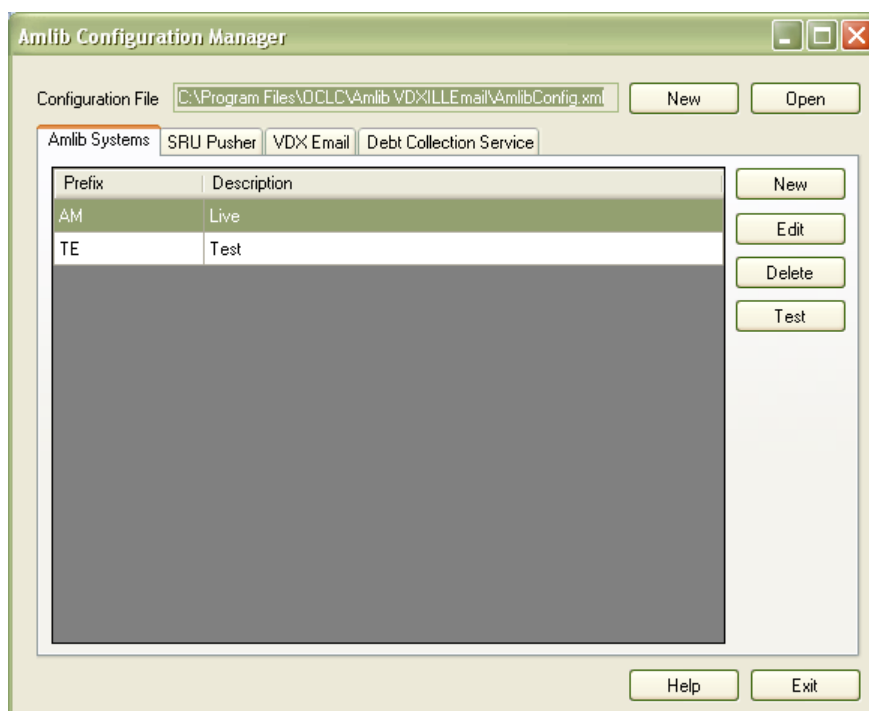 Amlib Configuration Manager
Configuration File C:\Program Files\OCLC\Amlib VDXILLEmail\AmlibConfig.xml New Open
Amlib Systems SRU Pusher VDX Email Debt Collection Service
Prefix Description New
AM Live
Edit
TE Test
Delete
Test
Help Exit